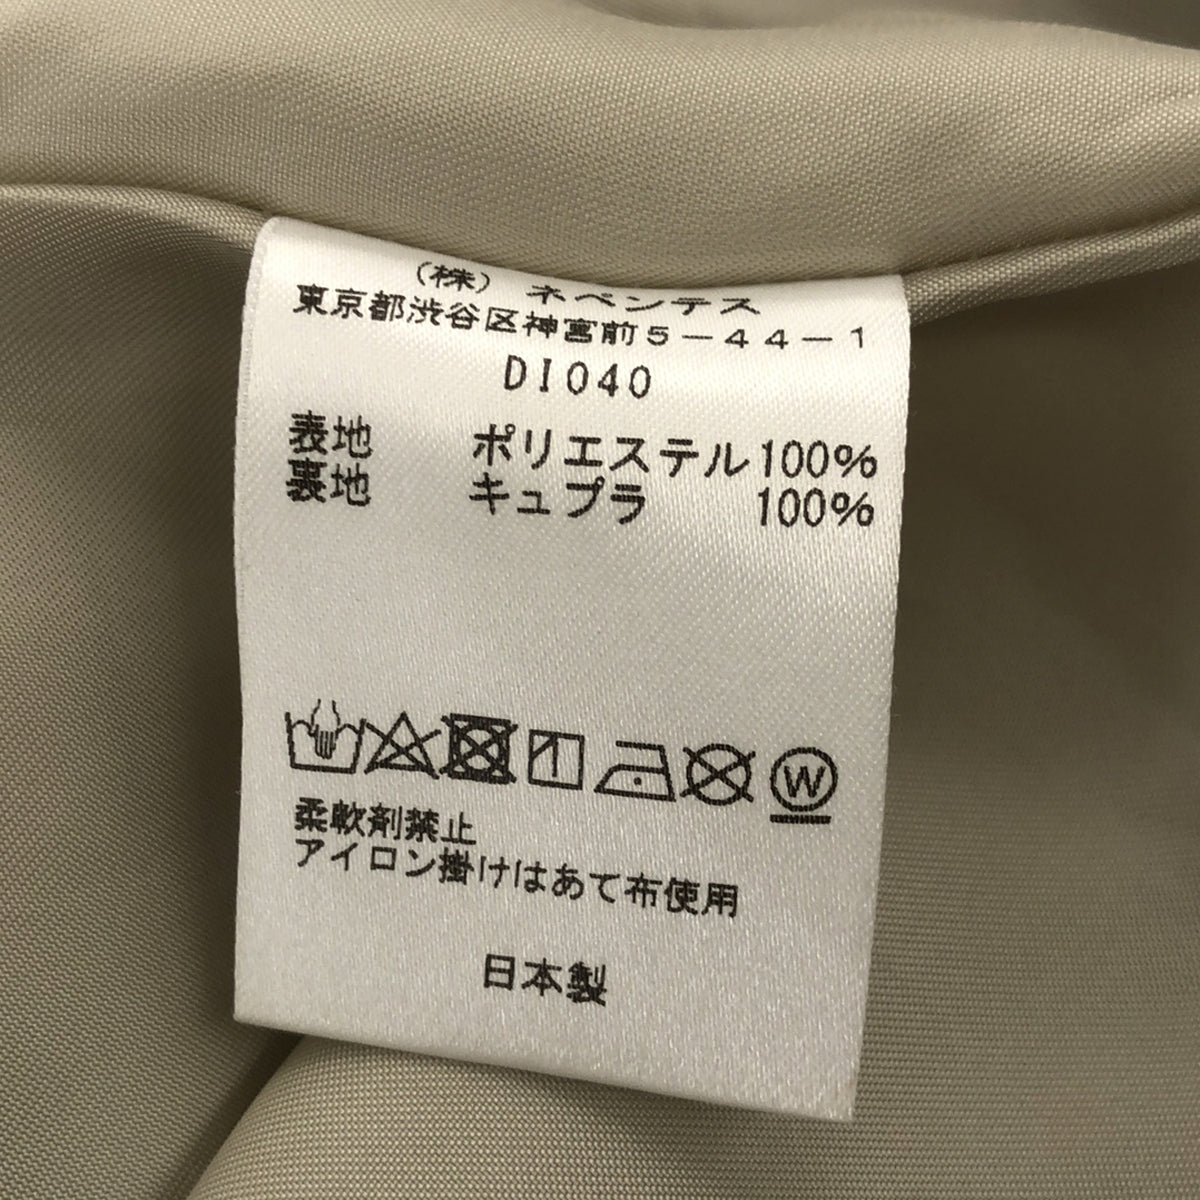 （株）ネペンテス
東京都渋谷区神宮前５－４４－１
DI040
表地 ポリエステル100%
裏地 キュプラ 100%
W
柔軟剤禁止
アイロン掛けはあて布使用
日本製